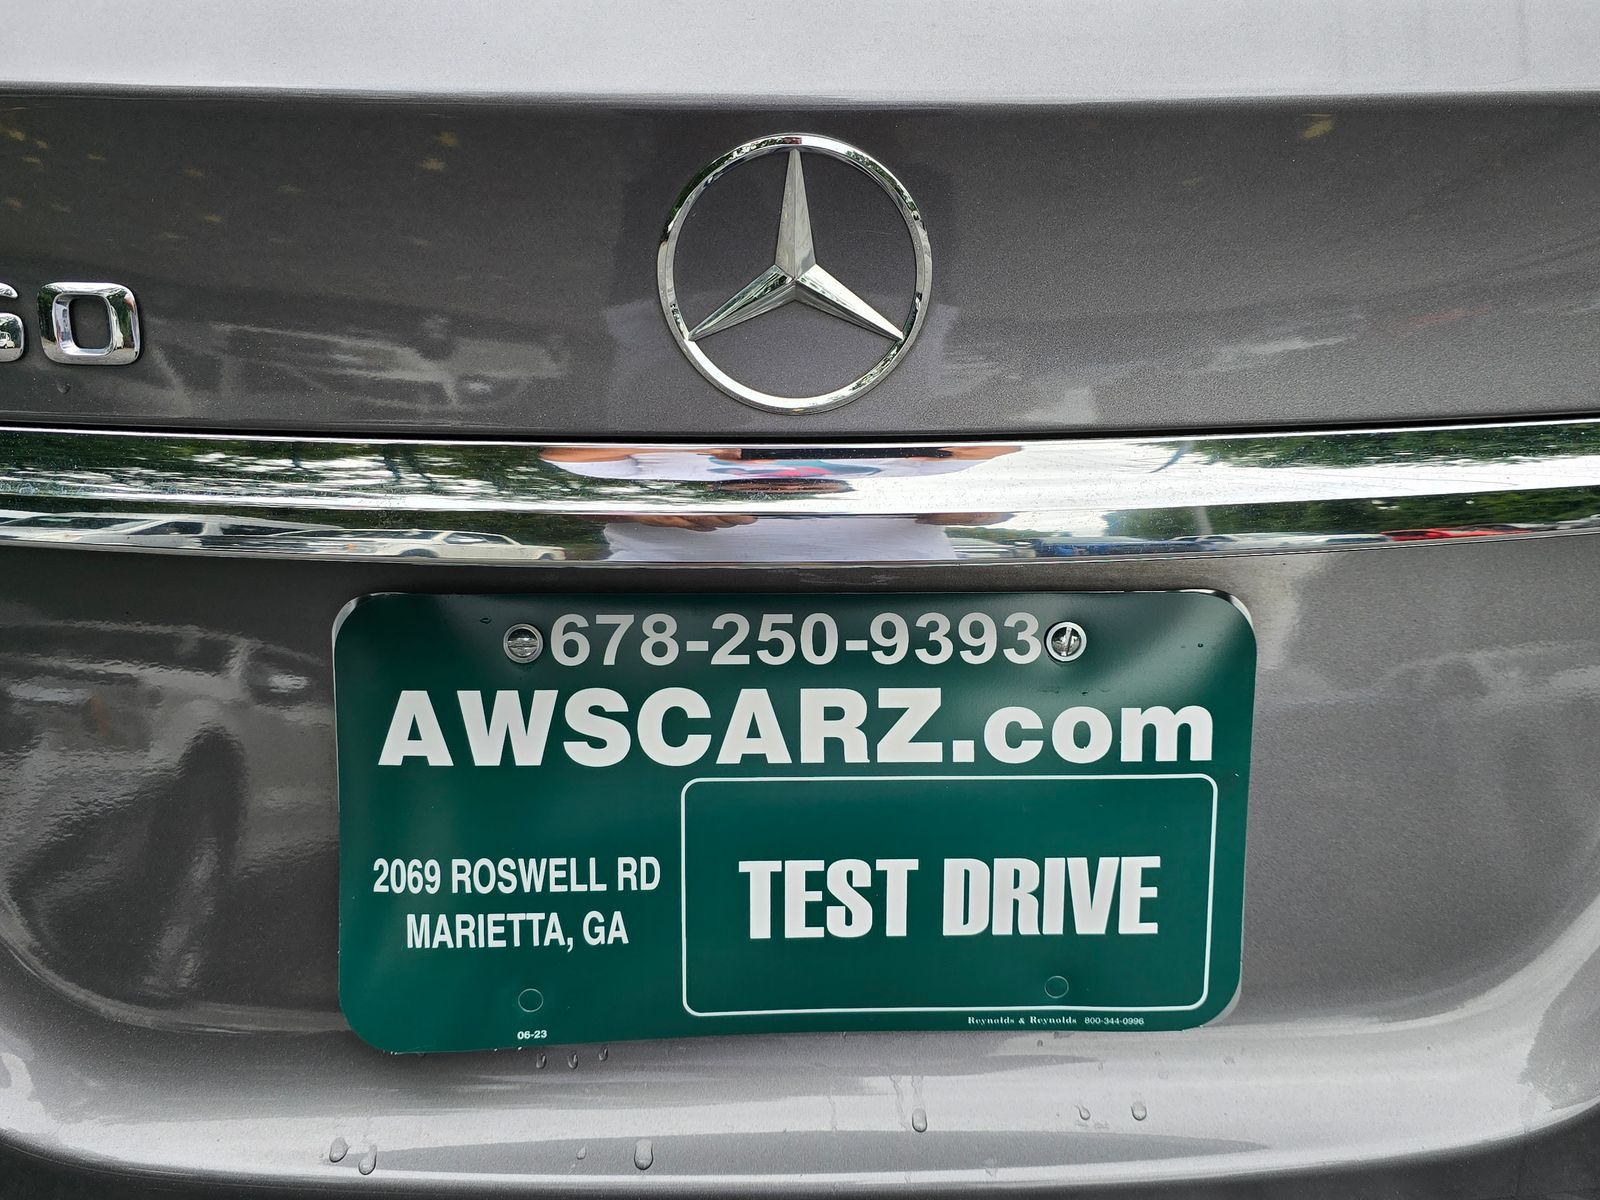 60
678-250-9393
AWSCARZ.com
2069 ROSWELL RD
MARIETTA, GA
TEST DRIVE
06-23
Reynolds & Reynolds 800-344-0996